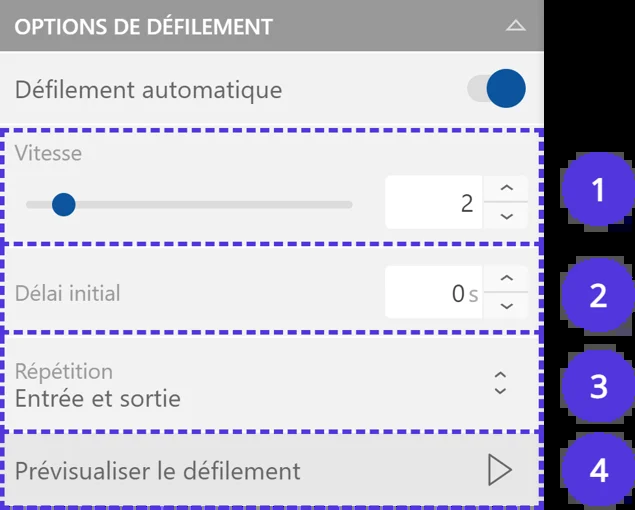 OPTIONS DE DÉFILEMENT
Défilement automatique
Vitesse
2
1
Délai initial
0 s
2
Répétition
Entrée et sortie
3
Prévisualiser le défilement
4